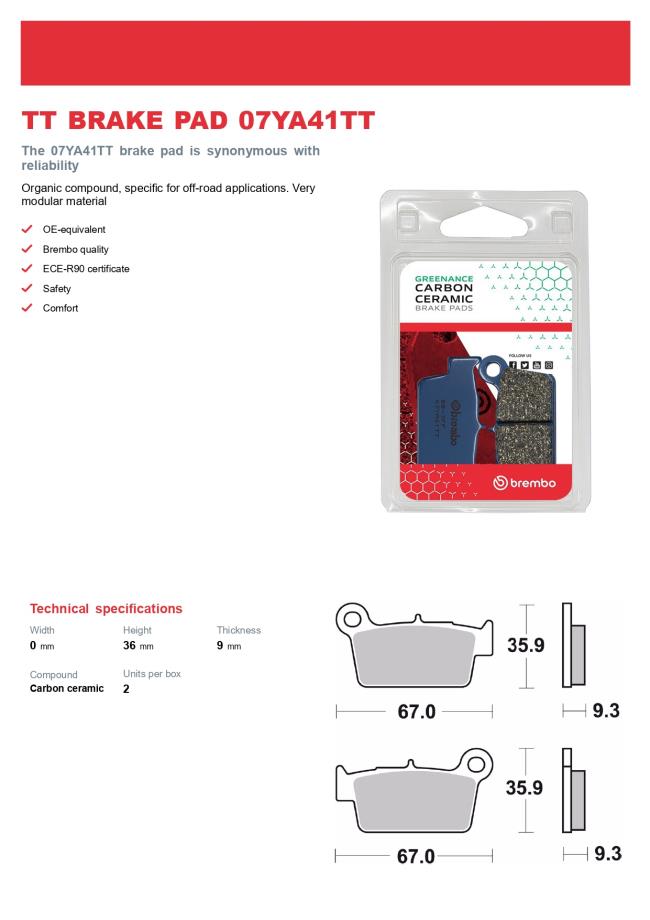 TT BRAKE PAD 07YA41TT
The 07YA41TT brake pad is synonymous with
reliability
Organic compound, specific for off-road applications. Very
modular material
OE-equivalent
Brembo quality
ECE-R90 certificate
Safety
Comfort
GREENANCE
CARBON
CERAMIC
BRAKE PADS
FOLLOW US
brembo
brembo
Technical specifications
Width Height Thickness
0 mm 36 mm 9 mm
Compound Units per box
Carbon ceramic 2
35.9
67.0
9.3
35.9
67.0
9.3